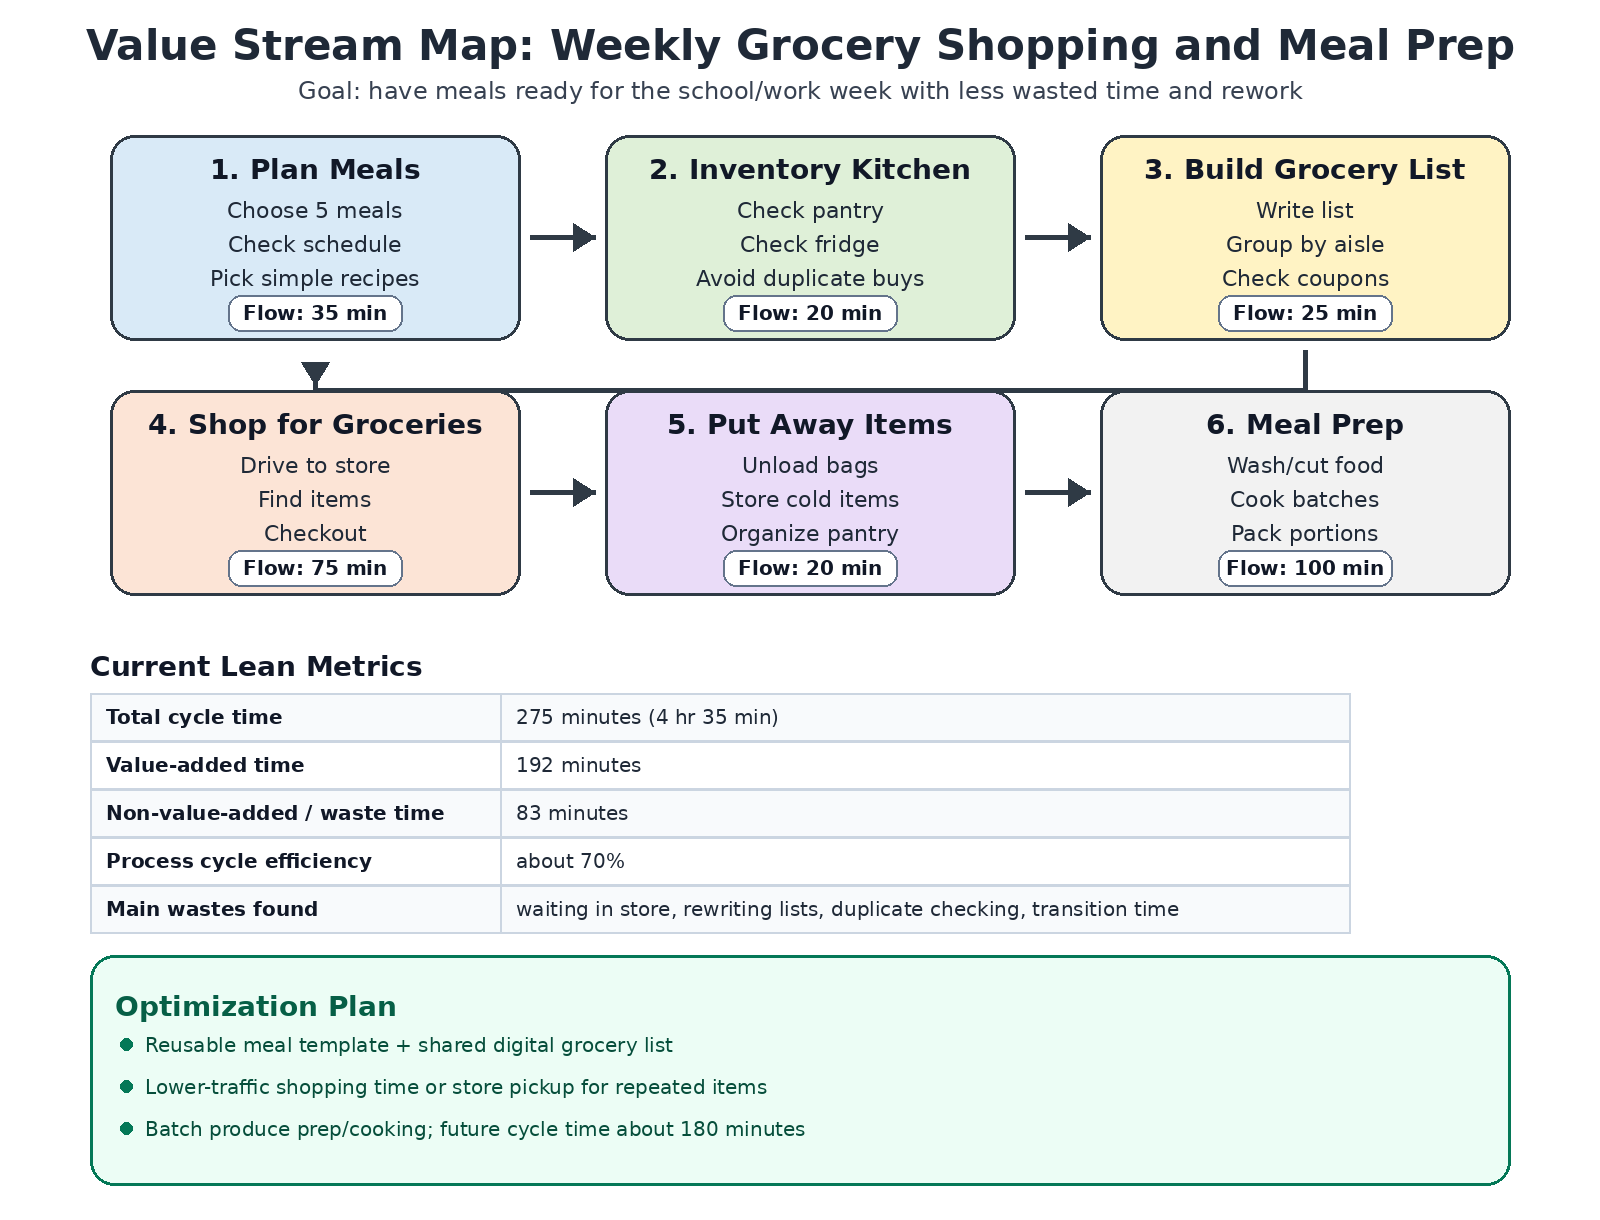 Value Stream Map: Weekly Grocery Shopping and Meal Prep
Goal: have meals ready for the school/work week with less wasted time and rework
1. Plan Meals
Choose 5 meals
Check schedule
Pick simple recipes
Flow: 35 min
2. Inventory Kitchen
Check pantry
Check fridge
Avoid duplicate buys
Flow: 20 min
3. Build Grocery List
Write list
Group by aisle
Check coupons
Flow: 25 min
4. Shop for Groceries
Drive to store
Find items
Checkout
Flow: 75 min
5. Put Away Items
Unload bags
Store cold items
Organize pantry
Flow: 20 min
6. Meal Prep
Wash/cut food
Cook batches
Pack portions
Flow: 100 min
Current Lean Metrics
Total cycle time 275 minutes (4 hr 35 min)
Value-added time 192 minutes
Non-value-added / waste time 83 minutes
Process cycle efficiency about 70%
Main wastes found waiting in store, rewriting lists, duplicate checking, transition time
Optimization Plan
Reusable meal template + shared digital grocery list
Lower-traffic shopping time or store pickup for repeated items
Batch produce prep/cooking; future cycle time about 180 minutes